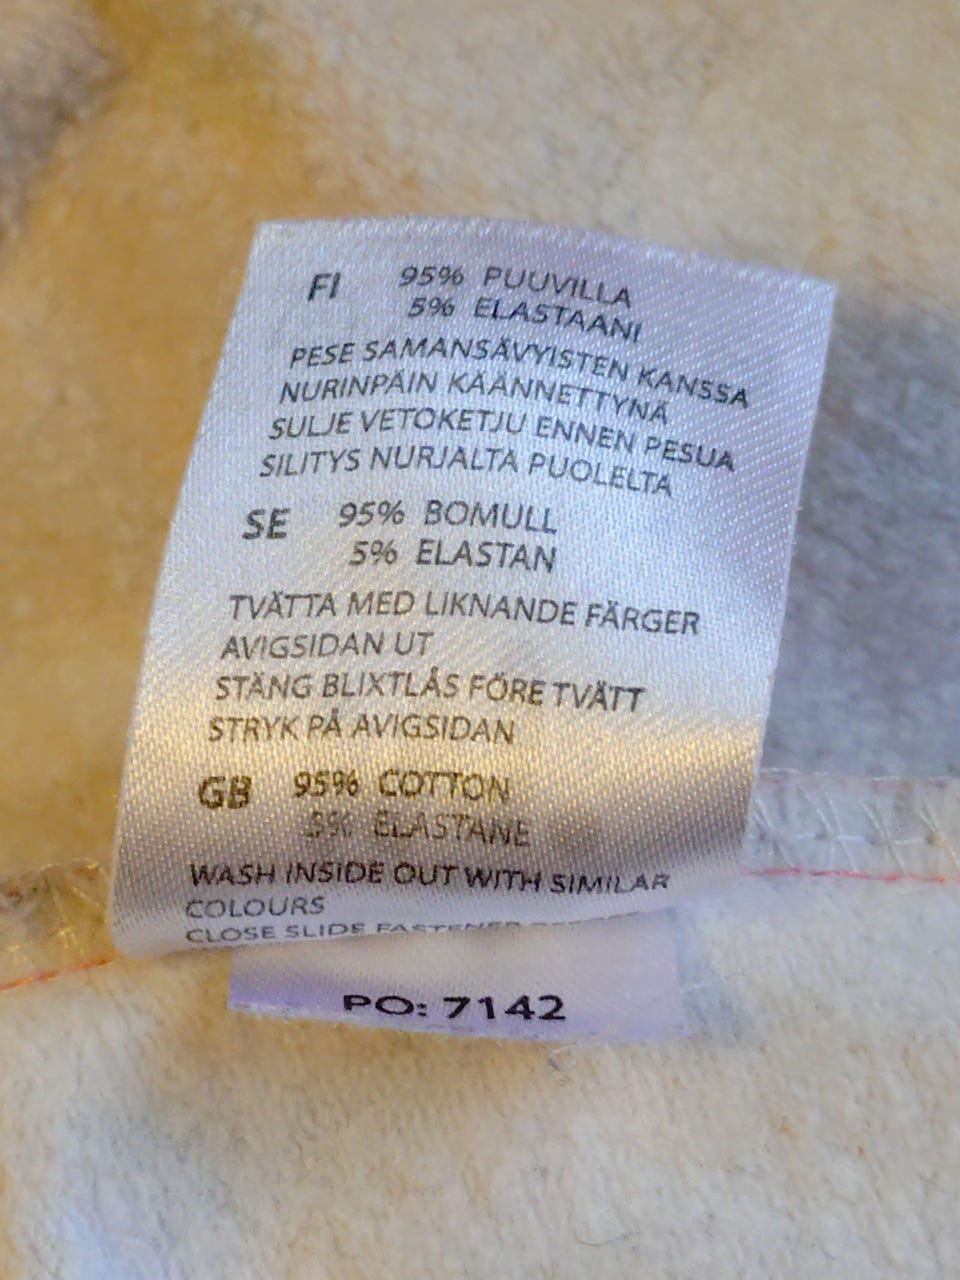 FI 95% PUUVILLA
5% ELASTAANI
PESE SAMANSÄVYISTEN KANSSA
NURINPÄIN KÄÄNNETTYNÄ
SULJE VETOKETJU ENNEN PESUA
SILITYS NURJALTA PUOLELTA
SE 95% BOMULL
5% ELASTAN
TVÄTTA MED LIKNANDE FÄRGER
AVIGSIDAN UT
STÄNG BLIXTLÅS FÖRE TVÄTT
STRYK PÅ AVIGSIDAN
GB 95% COTTON
5% ELASTANE
WASH INSIDE OUT WITH SIMILAR
COLOURS
CLOSE SLIDE FASTENER
PO: 7142